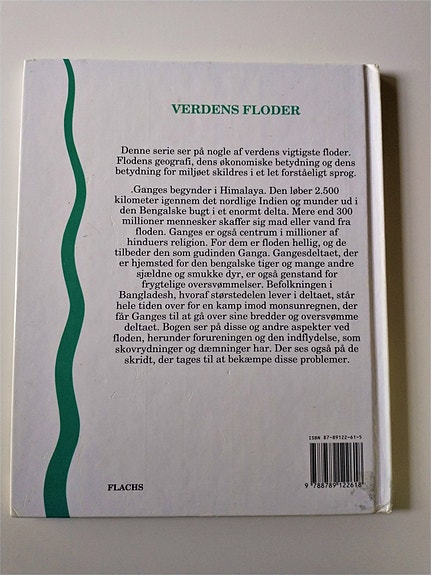 VERDENS FLODER
Denne serie ser på nogle af verdens vigtigste floder.
Flodens geografi, dens økonomiske betydning og dens
betydning for miljøet skildres i et let forståeligt sprog.
.Ganges begynder i Himalaya. Den løber 2.500
kilometer igennem det nordlige Indien og munder ud i
den Bengalske bugt i et enormt delta. Mere end 300
millioner mennesker skaffer sig mad eller vand fra
floden. Ganges er også centrum i millioner af
hinduers religion. For dem er floden hellig, og de
tilbeder den som gudinden Ganga. Gangesdeltaet, der
er hjemsted for den bengalske tiger og mange andre
sjældne og smukke dyr, er også genstand for
frygtelige oversvømmelser. Befolkningen i
Bangladesh, hvoraf størstedelen lever i deltaet, står
hele tiden over for en kamp imod monsunregnen, der
får Ganges til at gå over sine bredder og oversvømme
deltaet. Bogen ser på disse og andre aspekter ved
floden, herunder forureningen og den indflydelse, som
skovrydninger og dæmninger har. Der ses også på de
skridt, der tages til at bekæmpe disse problemer.
ISBN 87-89122-61-5
9 788789 122618
FLACHS